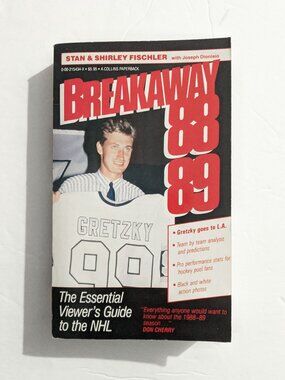 STAN & SHIRLEY FISCHLER with Joseph Dionisio
0-00-215434-X • $5.95 • A COLLINS PAPERBACK
BREAKAWAY
88
89
GRETZKY
99
• Gretzky goes to L.A.
• Team by team analysis
and predictions
• Pro performance stats for
hockey pool fans
• Black and white
action photos
The Essential
Viewer's Guide
to the NHL
"Everything anyone would want to
know about the 1988-89
season
DON CHERRY